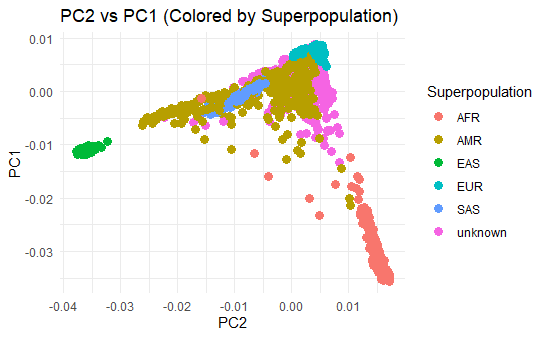 PC2 vs PC1 (Colored by Superpopulation)
0.01
0.00
-0.01
-0.02
-0.03
PC1
-0.04
-0.03
-0.02
-0.01
0.00
0.01
PC2
Superpopulation
AFR
AMR
EAS
EUR
SAS
unknown